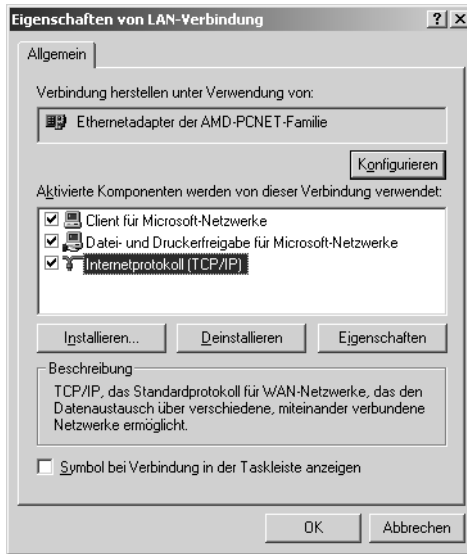 Eigenschaften von LAN-Verbindung
Allgemein
Verbindung herstellen unter Verwendung von:
Ethernetadapter der AMD-PCNET-Familie
Konfigurieren
Aktivierte Komponenten werden von dieser Verbindung verwendet:
Client für Microsoft-Netzwerke
Datei- und Druckerfreigabe für Microsoft-Netzwerke
Internetprotokoll (TCP/IP)
Installieren... Deinstallieren Eigenschaften
Beschreibung
TCP/IP, das Standardprotokoll für WAN-Netzwerke, das den
Datenaustausch über verschiedene, miteinander verbundene
Netzwerke ermöglicht.
Symbol bei Verbindung in der Taskleiste anzeigen
OK Abbrechen